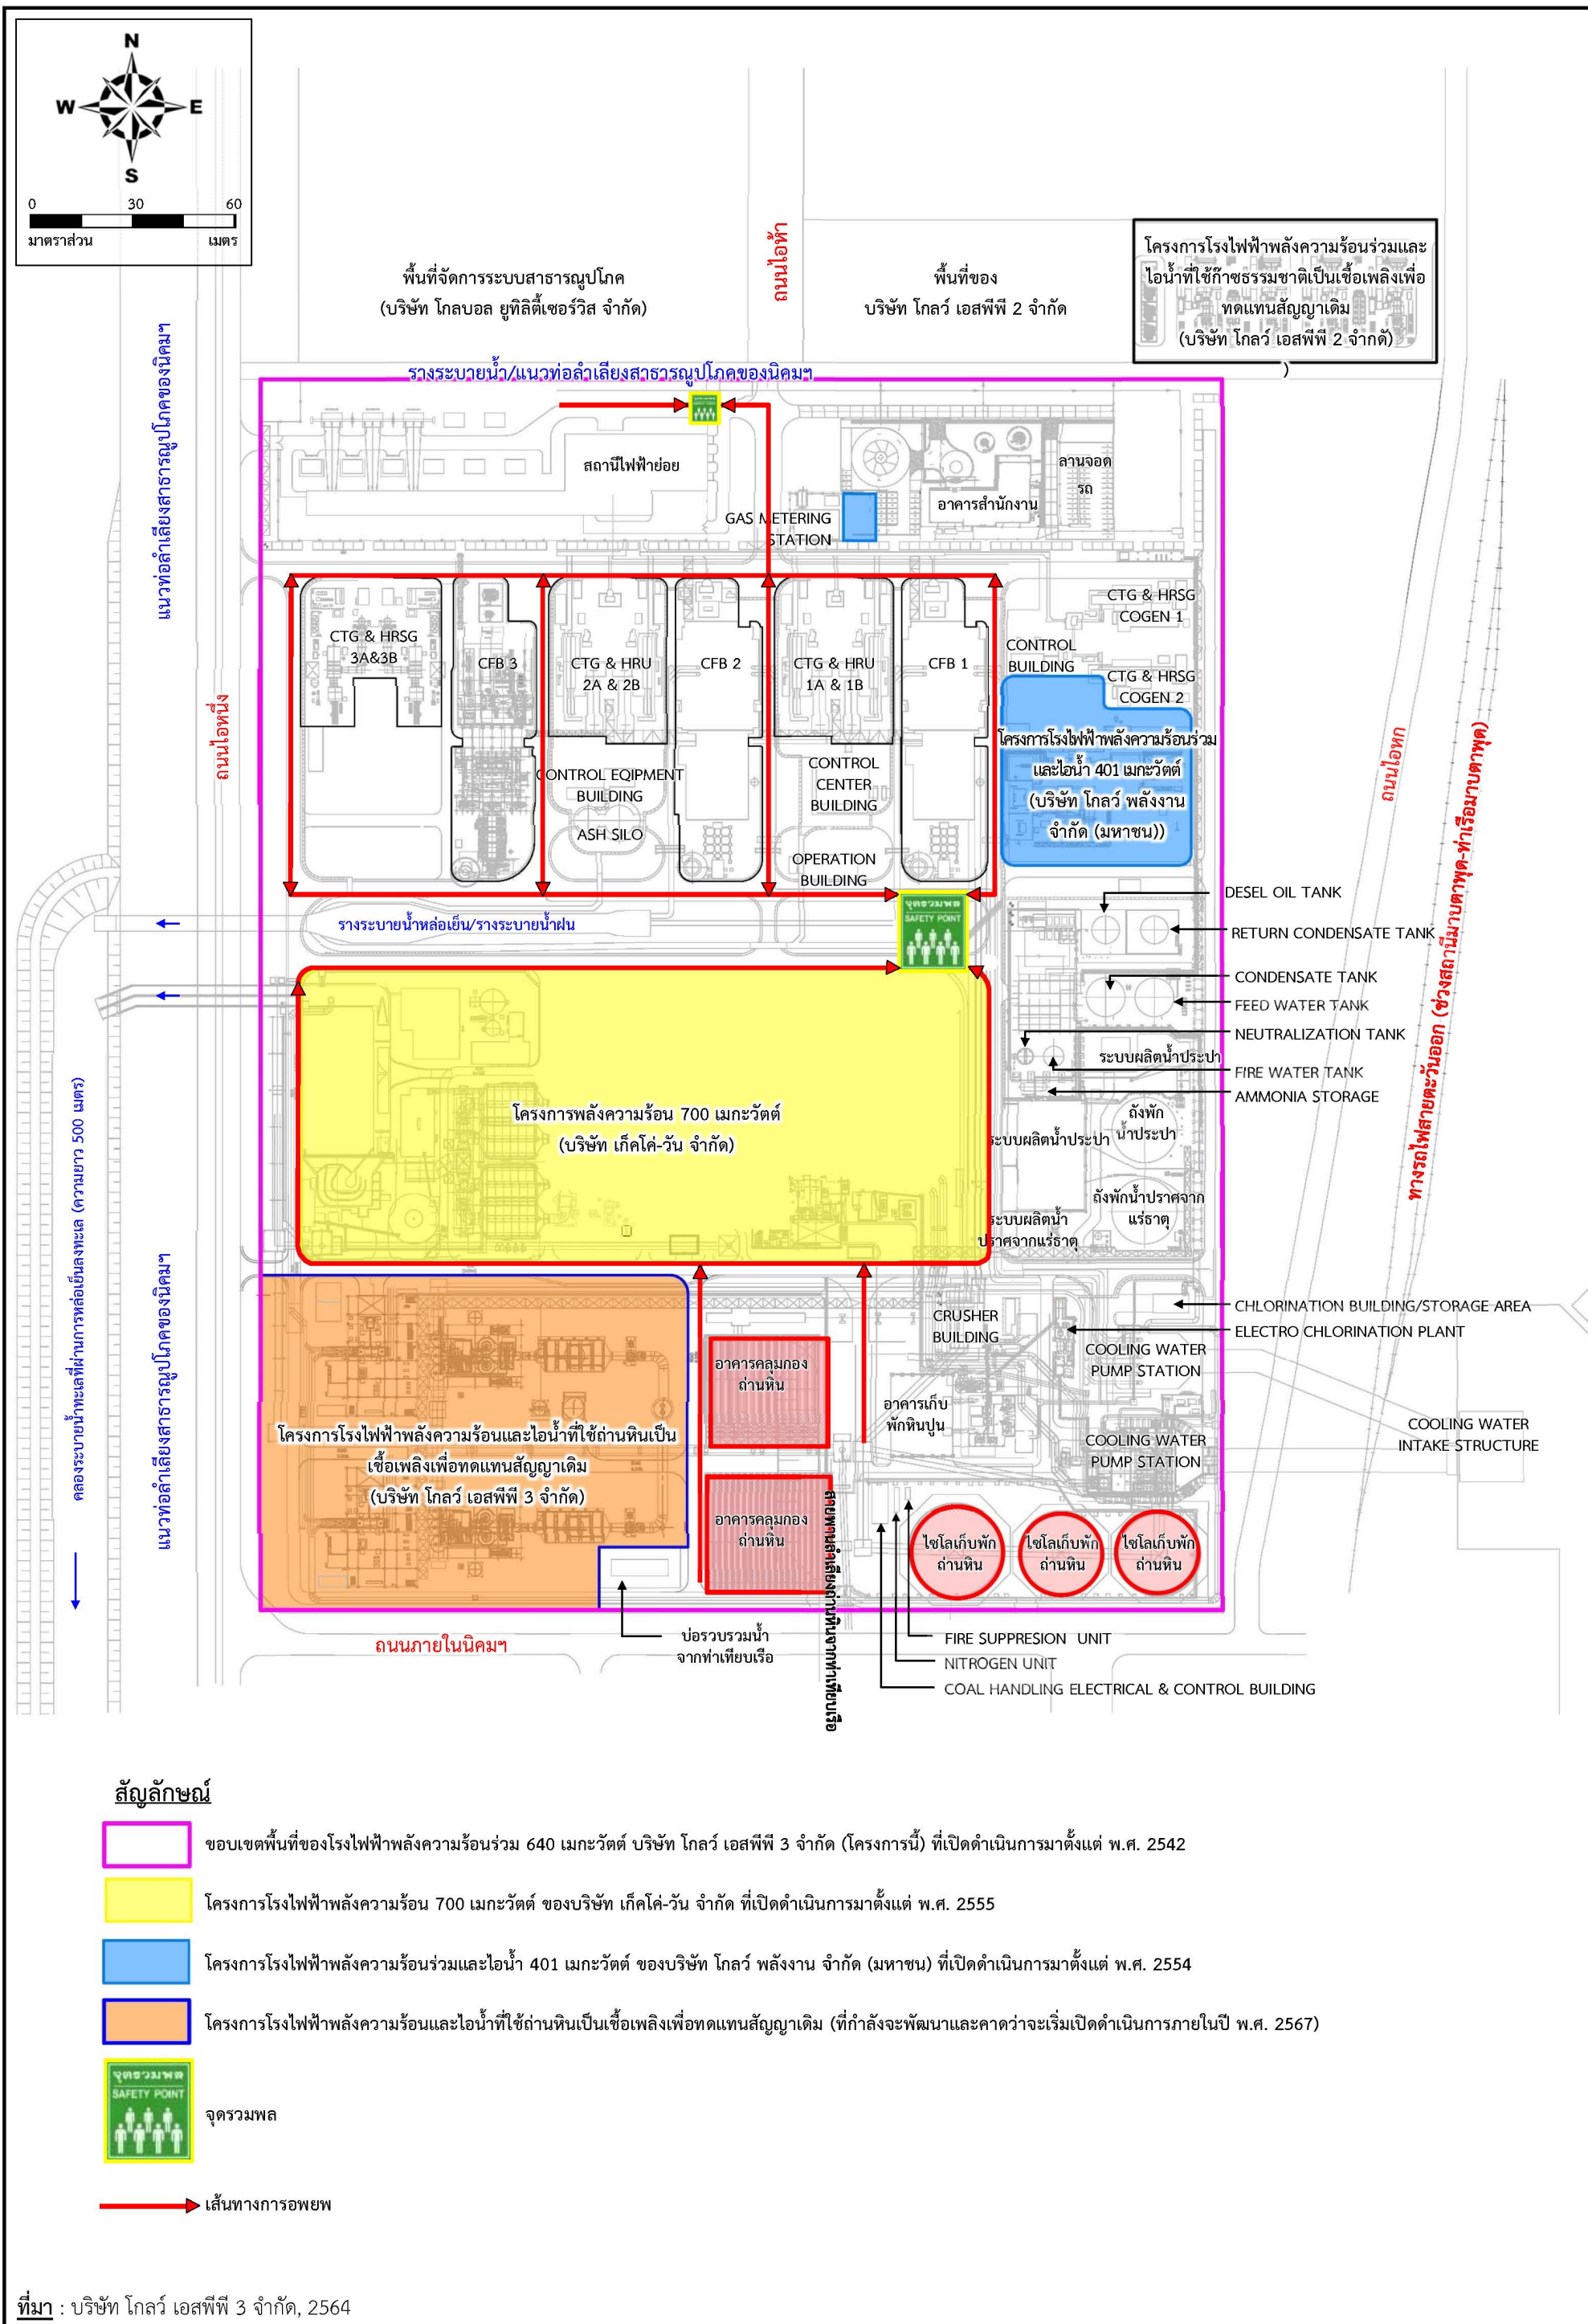 N
W E
S
0 30 60
มาตราส่วน เมตร
พื้นที่จัดการระบบสาธารณูปโภค
(บริษัท โกลบอล ยูทิลิตี้เซอร์วิส จำกัด)
ถนนไอห้า
พื้นที่ของ
บริษัท โกลว์ เอสพีพี 2 จำกัด
โครงการโรงไฟฟ้าพลังความร้อนร่วมและ
ไอน้ำที่ใช้ก๊าซธรรมชาติเป็นเชื้อเพลิงเพื่อ
ทดแทนสัญญาเดิม
(บริษัท โกลว์ เอสพีพี 2 จำกัด)
)
แนวท่อลำเลียงสาธารณูปโภคของนิคมฯ
รางระบายน้ำ/แนวท่อลำเลียงสาธารณูปโภคของนิคมฯ
สถานีไฟฟ้าย่อย
ลานจอด
รถ
อาคารสำนักงาน
GAS METERING
STATION
CTG & HRSG
3A&3B
CFB 3
CTG & HRU
2A & 2B
CFB 2
CTG & HRU
1A & 1B
CFB 1
CONTROL
BUILDING
CTG & HRSG
COGEN 1
CTG & HRSG
COGEN 2
ถนนไอหนึ่ง
โครงการโรงไฟฟ้าพลังความร้อนร่วม
และไอน้ำ 401 เมกะวัตต์
(บริษัท โกลว์ พลังงาน
จำกัด (มหาชน))
CONTROL EQIPMENT
BUILDING
ASH SILO
CONTROL
CENTER
BUILDING
OPERATION
BUILDING
ถนนไอหก
ทางรถไฟสายตะวันออก (ช่วงสถานีมาบตาพุด-ท่าเรือมาบตาพุด)
จุดรวมพล
SAFETY POINT
รางระบายน้ำหล่อเย็น/รางระบายน้ำฝน
DESEL OIL TANK
RETURN CONDENSATE TANK
CONDENSATE TANK
FEED WATER TANK
NEUTRALIZATION TANK
ระบบผลิตน้ำประปา
FIRE WATER TANK
AMMONIA STORAGE
โครงการพลังความร้อน 700 เมกะวัตต์
(บริษัท เก็คโค่-วัน จำกัด)
ระบบผลิตน้ำประปา
ถังพัก
น้ำประปา
ถังพักน้ำปราศจาก
แร่ธาตุ
ระบบผลิตน้ำ
ปราศจากแร่ธาตุ
คลองระบายน้ำทะเลที่ผ่านการหล่อเย็นลงทะเล (ความยาว 500 เมตร)
แนวท่อลำเลียงสาธารณูปโภคของนิคมฯ
CHLORINATION BUILDING/STORAGE AREA
ELECTRO CHLORINATION PLANT
CRUSHER
BUILDING
COOLING WATER
PUMP STATION
อาคารคลุมกอง
ถ่านหิน
อาคารเก็บ
พักหินปูน
COOLING WATER
INTAKE STRUCTURE
COOLING WATER
PUMP STATION
โครงการโรงไฟฟ้าพลังความร้อนและไอน้ำที่ใช้ถ่านหินเป็น
เชื้อเพลิงเพื่อทดแทนสัญญาเดิม
(บริษัท โกลว์ เอสพีพี 3 จำกัด)
อาคารคลุมกอง
ถ่านหิน
สายพานลำเลียงถ่านหินจากท่าเทียบเรือ
ไซโลเก็บพัก
ถ่านหิน
ไซโลเก็บพัก
ถ่านหิน
ไซโลเก็บพัก
ถ่านหิน
ถนนภายในนิคมฯ
บ่อรวบรวมน้ำ
จากท่าเทียบเรือ
FIRE SUPPRESION UNIT
NITROGEN UNIT
COAL HANDLING ELECTRICAL & CONTROL BUILDING
สัญลักษณ์
ขอบเขตพื้นที่ของโรงไฟฟ้าพลังความร้อนร่วม 640 เมกะวัตต์ บริษัท โกลว์ เอสพีพี 3 จำกัด (โครงการนี้) ที่เปิดดำเนินการมาตั้งแต่ พ.ศ. 2542
โครงการโรงไฟฟ้าพลังความร้อน 700 เมกะวัตต์ ของบริษัท เก็คโค่-วัน จำกัด ที่เปิดดำเนินการมาตั้งแต่ พ.ศ. 2555
โครงการโรงไฟฟ้าพลังความร้อนร่วมและไอน้ำ 401 เมกะวัตต์ ของบริษัท โกลว์ พลังงาน จำกัด (มหาชน) ที่เปิดดำเนินการมาตั้งแต่ พ.ศ. 2554
โครงการโรงไฟฟ้าพลังความร้อนและไอน้ำที่ใช้ถ่านหินเป็นเชื้อเพลิงเพื่อทดแทนสัญญาเดิม (ที่กำลังจะพัฒนาและคาดว่าจะเริ่มเปิดดำเนินการภายในปี พ.ศ. 2567)
จุดรวมพล
SAFETY POINT
จุดรวมพล
เส้นทางการอพยพ
ที่มา : บริษัท โกลว์ เอสพีพี 3 จำกัด, 2564